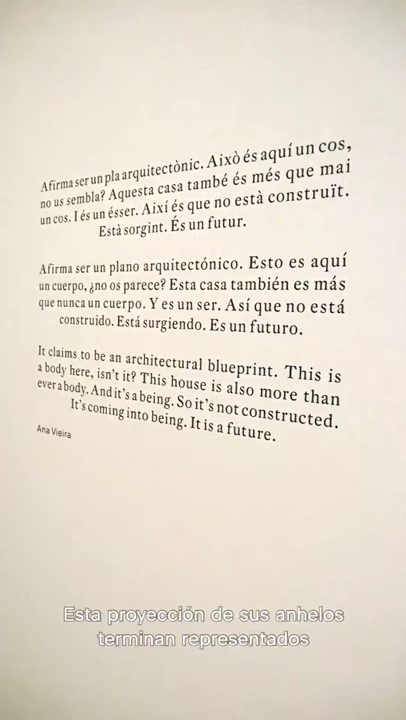 Afirma ser un pla arquitectònic. Això és aquí un cos,
no us sembla? Aquesta casa també és més que mai
un cos. I és un ésser. Així és que no està construït.
Està sorgint. És un futur.
Afirma ser un plano arquitectónico. Esto es aquí
un cuerpo, ¿no os parece? Esta casa también es más
que nunca un cuerpo. Y es un ser. Así que no está
construido. Está surgiendo. Es un futuro.
It claims to be an architectural blueprint. This is
a body here, isn't it? This house is also more than
ever a body. And it's a being. So it's not constructed.
It's coming into being. It is a future.
Ana Vieira
Esta proyección de sus anhelos
terminan representados